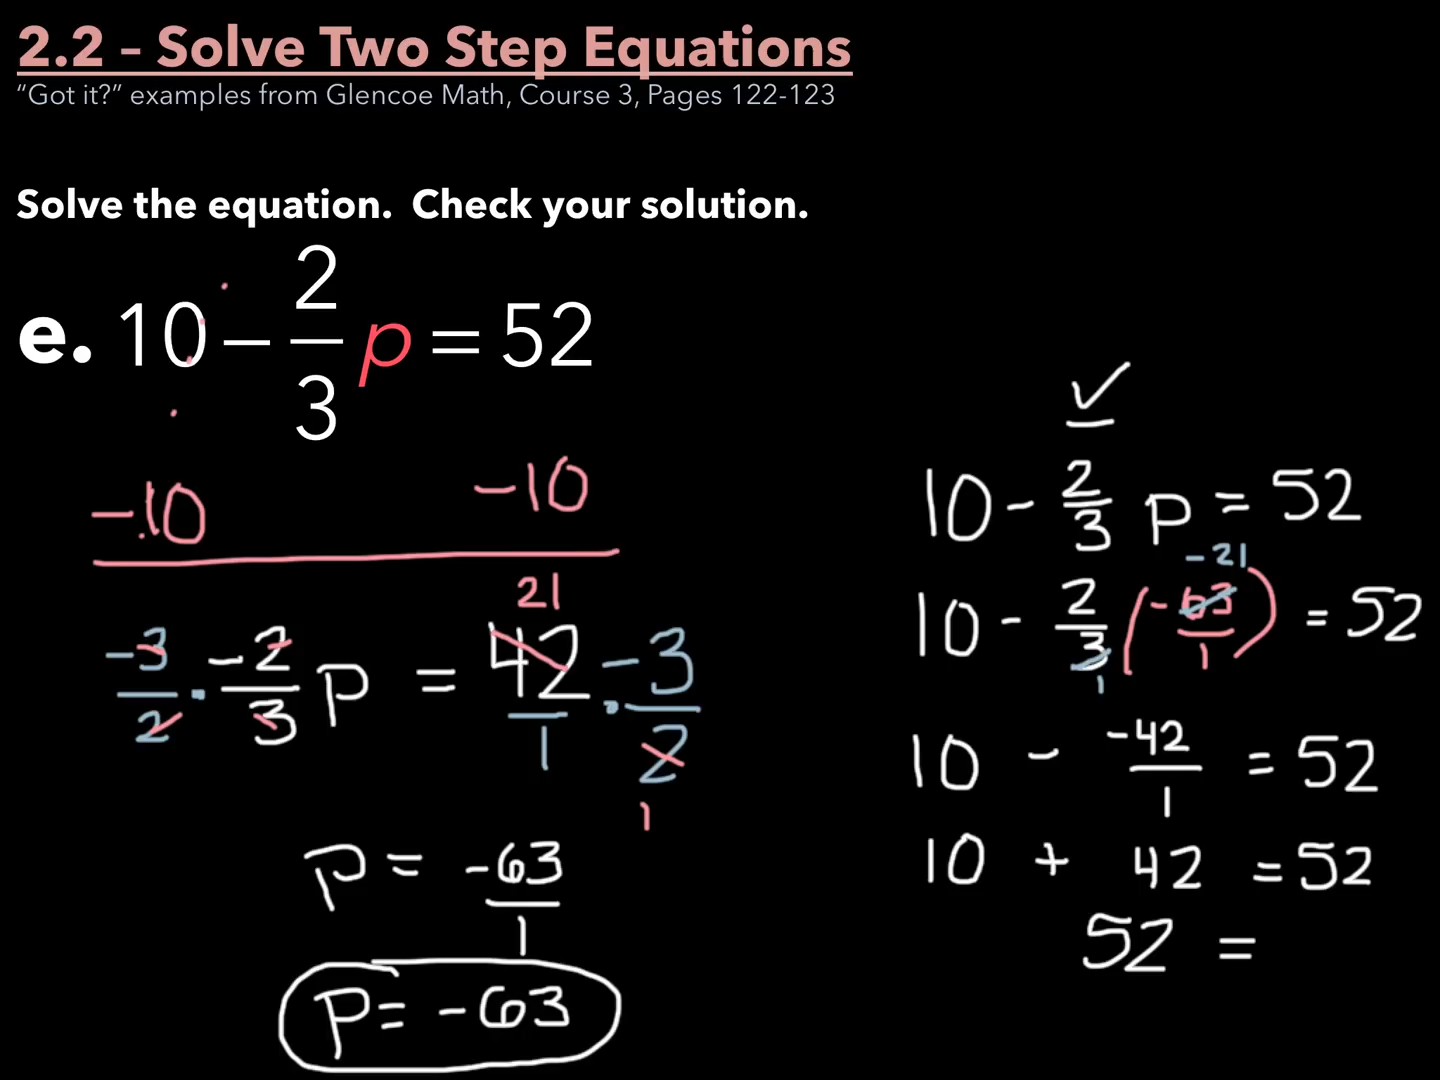 2.2 – Solve Two Step Equations
“Got it?” examples from Glencoe Math, Course 3, Pages 122-123
Solve the equation.  Check your solution.
e. 10 – 2/3 p = 52
-10 -10
21
-3/2 · -2/3 p = 42/1 · -3/2
1
p = -63/1
p = -63
✓
10 - 2/3 p = 52
-21
10 - 2/3 (-63/1) = 52
1
10 - -42/1 = 52
10 + 42 = 52
52 =